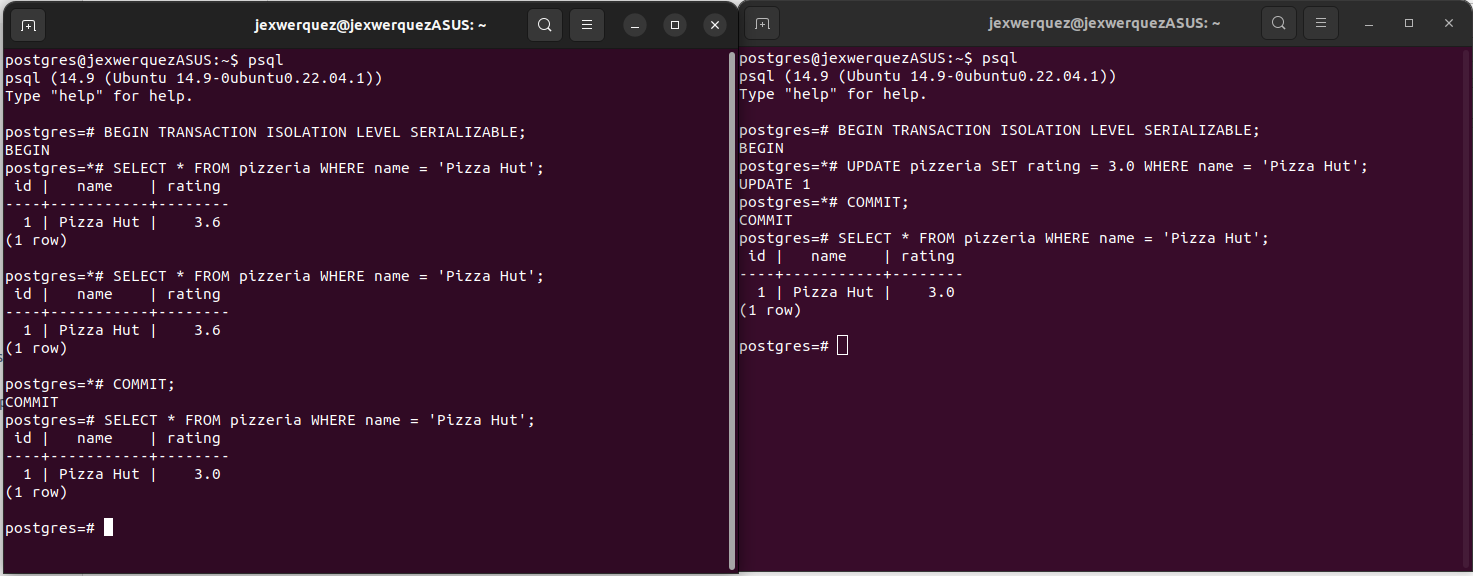 jexwerquez@jexwerquezASUS: ~
postgres@jexwerquezASUS:~$ psql
psql (14.9 (Ubuntu 14.9-0ubuntu0.22.04.1))
Type "help" for help.

postgres=# BEGIN TRANSACTION ISOLATION LEVEL SERIALIZABLE;
BEGIN
postgres=*# SELECT * FROM pizzeria WHERE name = 'Pizza Hut';
 id |   name    | rating
----+-----------+--------
  1 | Pizza Hut |    3.6
(1 row)

postgres=*# SELECT * FROM pizzeria WHERE name = 'Pizza Hut';
 id |   name    | rating
----+-----------+--------
  1 | Pizza Hut |    3.6
(1 row)

postgres=*# COMMIT;
COMMIT
postgres=# SELECT * FROM pizzeria WHERE name = 'Pizza Hut';
 id |   name    | rating
----+-----------+--------
  1 | Pizza Hut |    3.0
(1 row)

postgres=#
jexwerquez@jexwerquezASUS: ~
postgres@jexwerquezASUS:~$ psql
psql (14.9 (Ubuntu 14.9-0ubuntu0.22.04.1))
Type "help" for help.

postgres=# BEGIN TRANSACTION ISOLATION LEVEL SERIALIZABLE;
BEGIN
postgres=*# UPDATE pizzeria SET rating = 3.0 WHERE name = 'Pizza Hut';
UPDATE 1
postgres=*# COMMIT;
COMMIT
postgres=# SELECT * FROM pizzeria WHERE name = 'Pizza Hut';
 id |   name    | rating
----+-----------+--------
  1 | Pizza Hut |    3.0
(1 row)

postgres=#